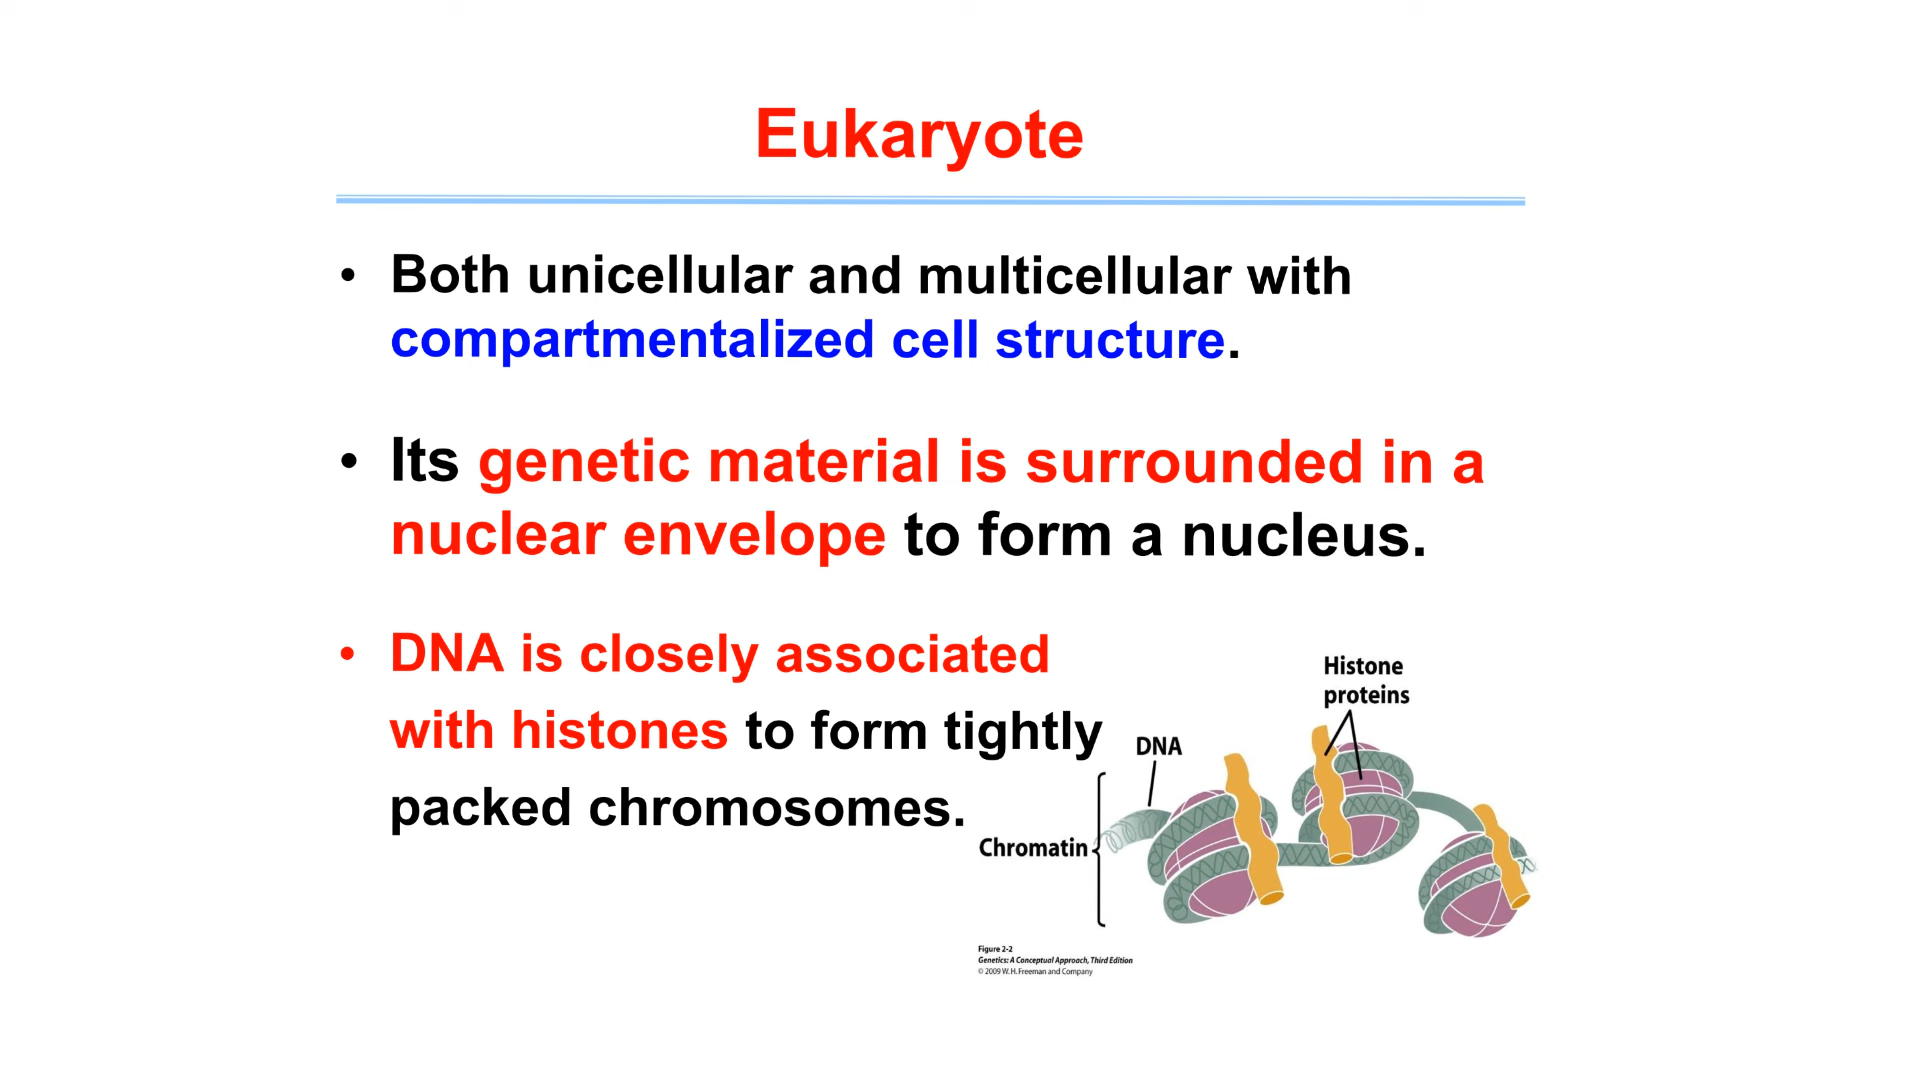 Eukaryote
• Both unicellular and multicellular with
compartmentalized cell structure.
• Its genetic material is surrounded in a
nuclear envelope to form a nucleus.
• DNA is closely associated
with histones to form tightly
packed chromosomes.
Histone
proteins
DNA
Chromatin
Figure 2-2
Genetics: A Conceptual Approach, Third Edition
© 2009 W. H. Freeman and Company